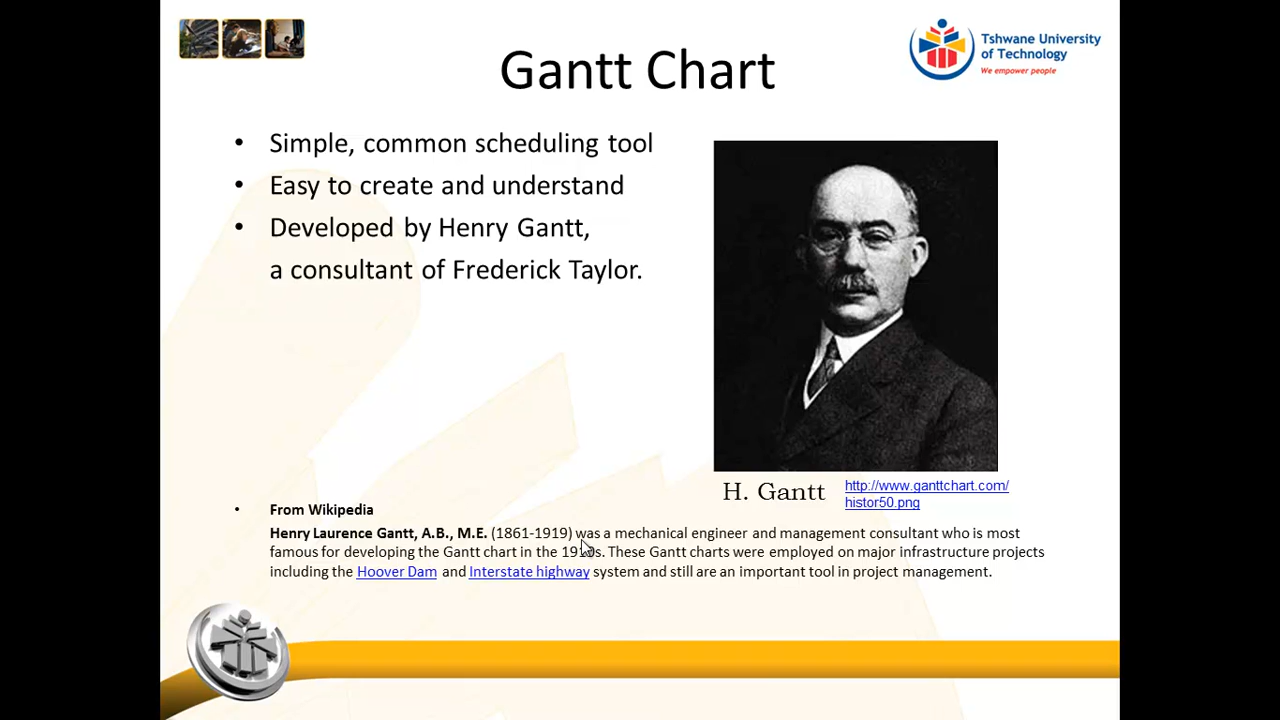 Gantt Chart
Tshwane University
of Technology
We empower people
• Simple, common scheduling tool
• Easy to create and understand
• Developed by Henry Gantt,
a consultant of Frederick Taylor.
H. Gantt
http://www.ganttchart.com/
histor50.png
• From Wikipedia
Henry Laurence Gantt, A.B., M.E. (1861-1919) was a mechanical engineer and management consultant who is most
famous for developing the Gantt chart in the 1910s. These Gantt charts were employed on major infrastructure projects
including the Hoover Dam and Interstate highway system and still are an important tool in project management.